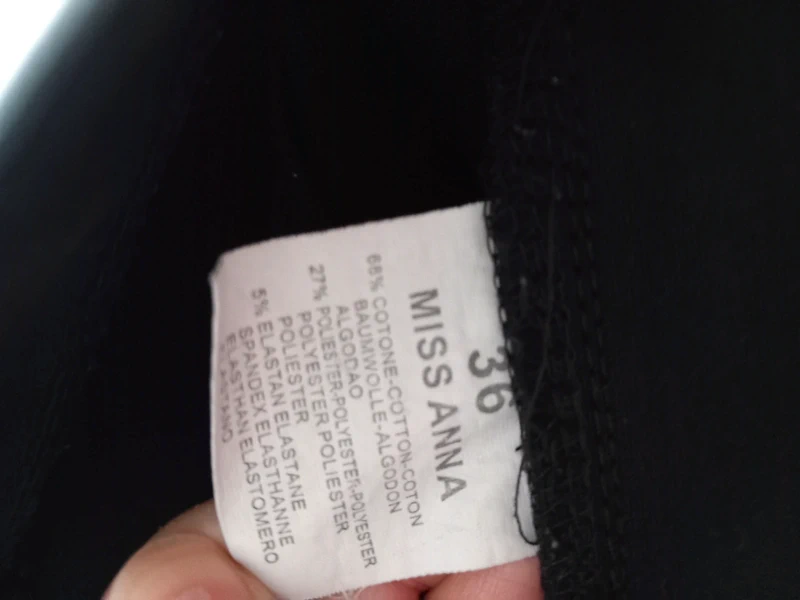 36
MISS ANNA
68% COTONE-COTTON-COTON
BAUMWOLLE-ALGODON
ALGODAO
27% POLIESTER-POLYESTER-POLYESTER
POLYESTER POLIESTER
POLIESTER
5% ELASTAN ELASTANE
SPANDEX ELASTHANNE
ELASTHAN ELASTOMERO
ELASTANO